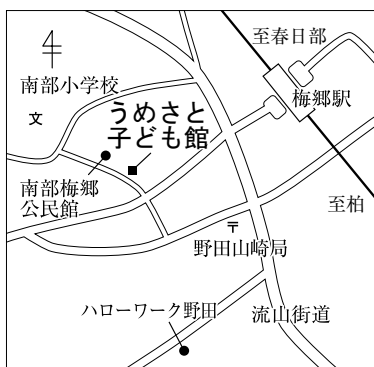 至春日部
南部小学校
梅郷駅
文
うめさと
子ども館
南部梅郷
公民館
至柏
〒
野田山崎局
ハローワーク野田
流山街道